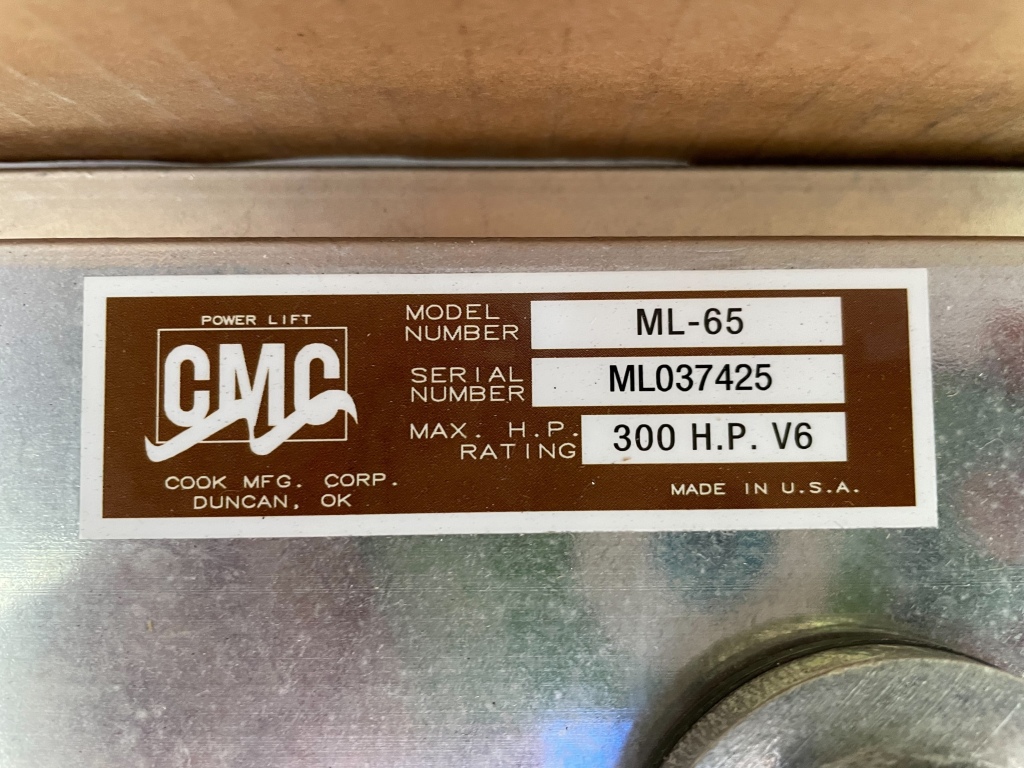 POWER LIFT
CMC
COOK MFG. CORP.
DUNCAN, OK
MODEL NUMBER ML-65
SERIAL NUMBER ML037425
MAX. H.P. RATING 300 H.P. V6
MADE IN U.S.A.